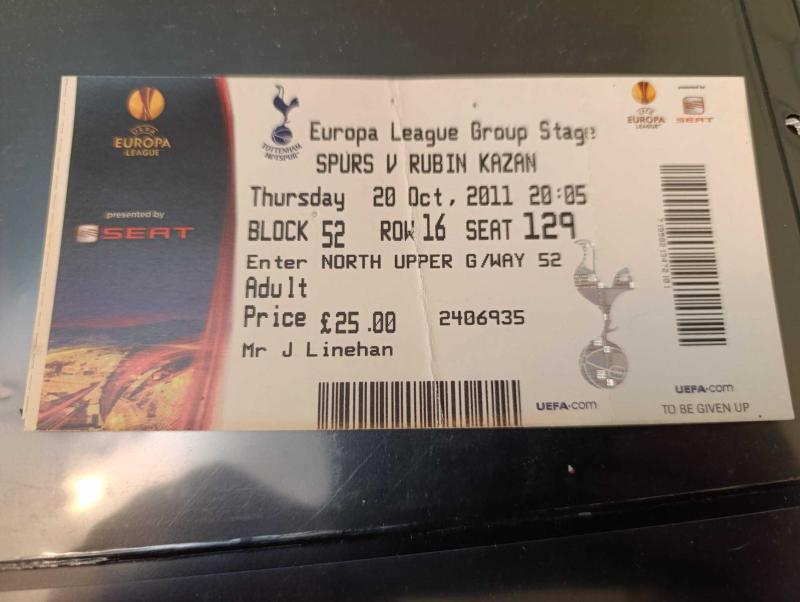 UEFA
EUROPA
LEAGUE
presented by
SEAT
TOTTENHAM
HOTSPUR
Europa League Group Stage
SPURS V RUBIN KAZAN
Thursday 20 Oct, 2011 20:05
BLOCK 52 ROW 16 SEAT 129
Enter NORTH UPPER G/WAY 52
Adult
Price £25.00 2406935
Mr J Linehan
UEFA.com
UEFA
EUROPA
LEAGUE
presented by
SEAT
UEFA.com
TO BE GIVEN UP